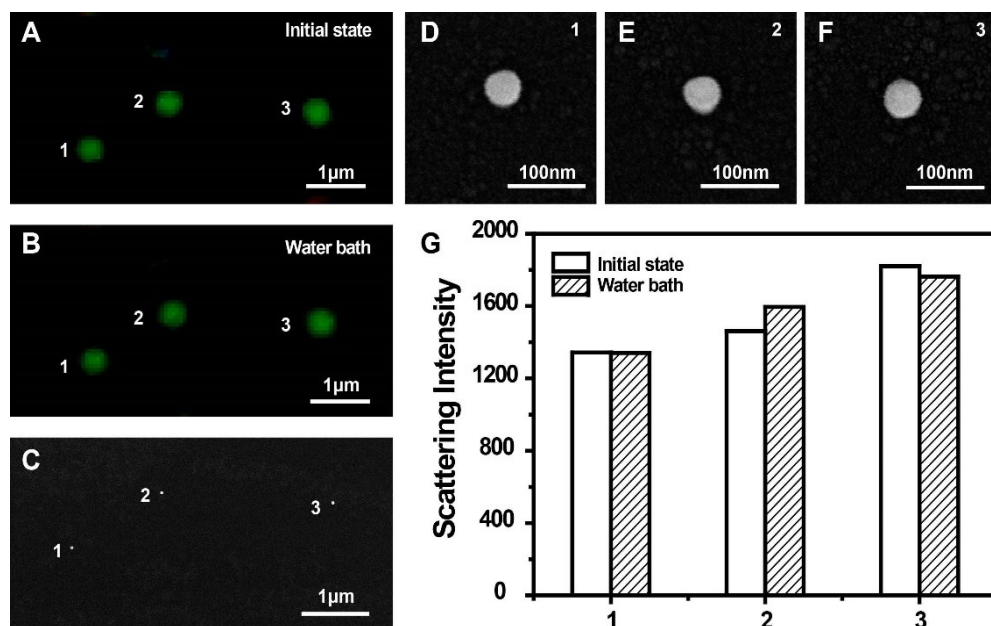 A
Initial state
2
3
1
1μm
B
Water bath
2
3
1
1μm
C
2
3
1
1μm
D
1
100nm
E
2
100nm
F
3
100nm
G
2000
1600
1200
800
400
0
Scattering Intensity
Initial state
Water bath
1
2
3